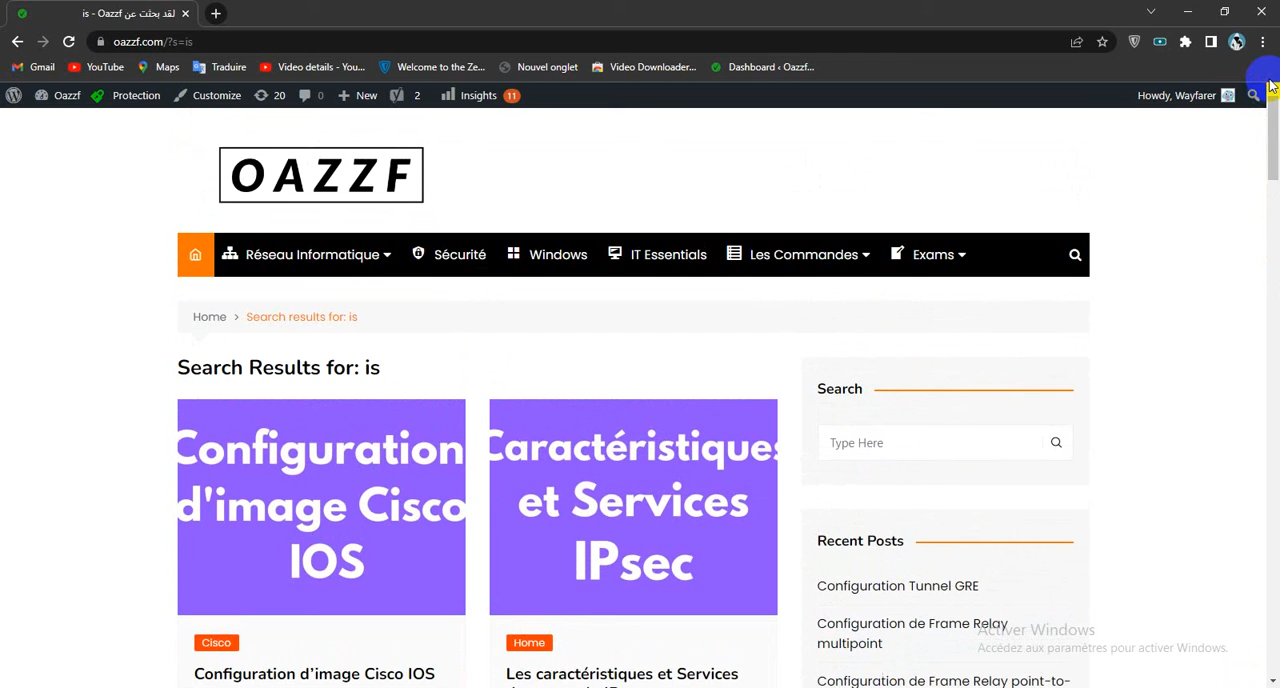 لقد بحثت عن is - Oazzf
oazzf.com/?s=is
Gmail YouTube Maps Traduire Video details - You... Welcome to the Ze... Nouvel onglet Video Downloader... Dashboard ‹ Oazzf...
Oazzf Protection Customize 20 0 New 2 Insights 11 Howdy, Wayfarer
OAZZF
Réseau Informatique Sécurité Windows IT Essentials Les Commandes Exams
Home > Search results for: is
Search Results for: is
Search
Type Here
Configuration
d'image Cisco
IOS
Caractéristiques
et Services
IPsec
Recent Posts
Configuration Tunnel GRE
Configuration de Frame Relay
multipoint
Configuration de Frame Relay point-to-
Activer Windows
Accédez aux paramètres pour activer Windows.
Cisco
Configuration d’image Cisco IOS
Home
Les caractéristiques et Services